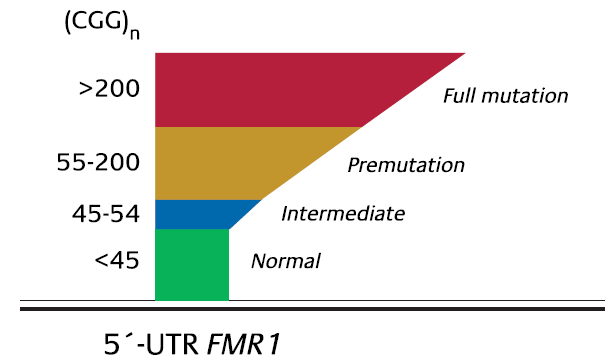 (CGG)n
>200
Full mutation
55-200
Premutation
45-54
Intermediate
<45
Normal
5´-UTR FMR1